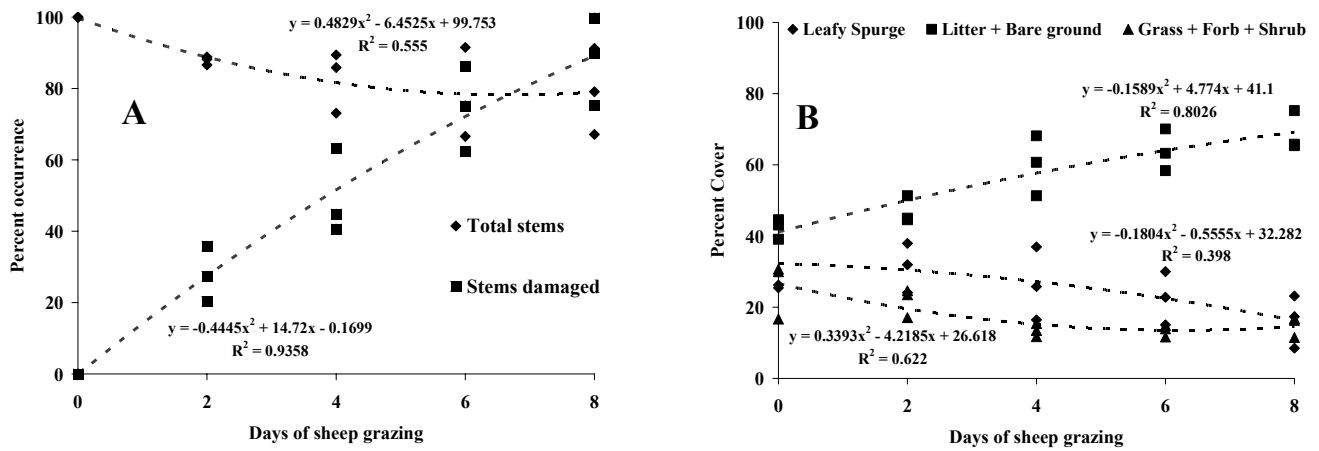 100
80
60
40
20
0
Percent occurrence
y = 0.4829x² - 6.4525x + 99.753
R² = 0.555
A
Total stems
Stems damaged
y = -0.4445x² + 14.72x - 0.1699
R² = 0.9358
0 2 4 6 8
Days of sheep grazing
100
80
60
40
20
0
Percent Cover
Leafy Spurge Litter + Bare ground Grass + Forb + Shrub
y = -0.1589x² + 4.774x + 41.1
R² = 0.8026
B
y = -0.1804x² - 0.5555x + 32.282
R² = 0.398
y = 0.3393x² - 4.2185x + 26.618
R² = 0.622
0 2 4 6 8
Days of sheep grazing